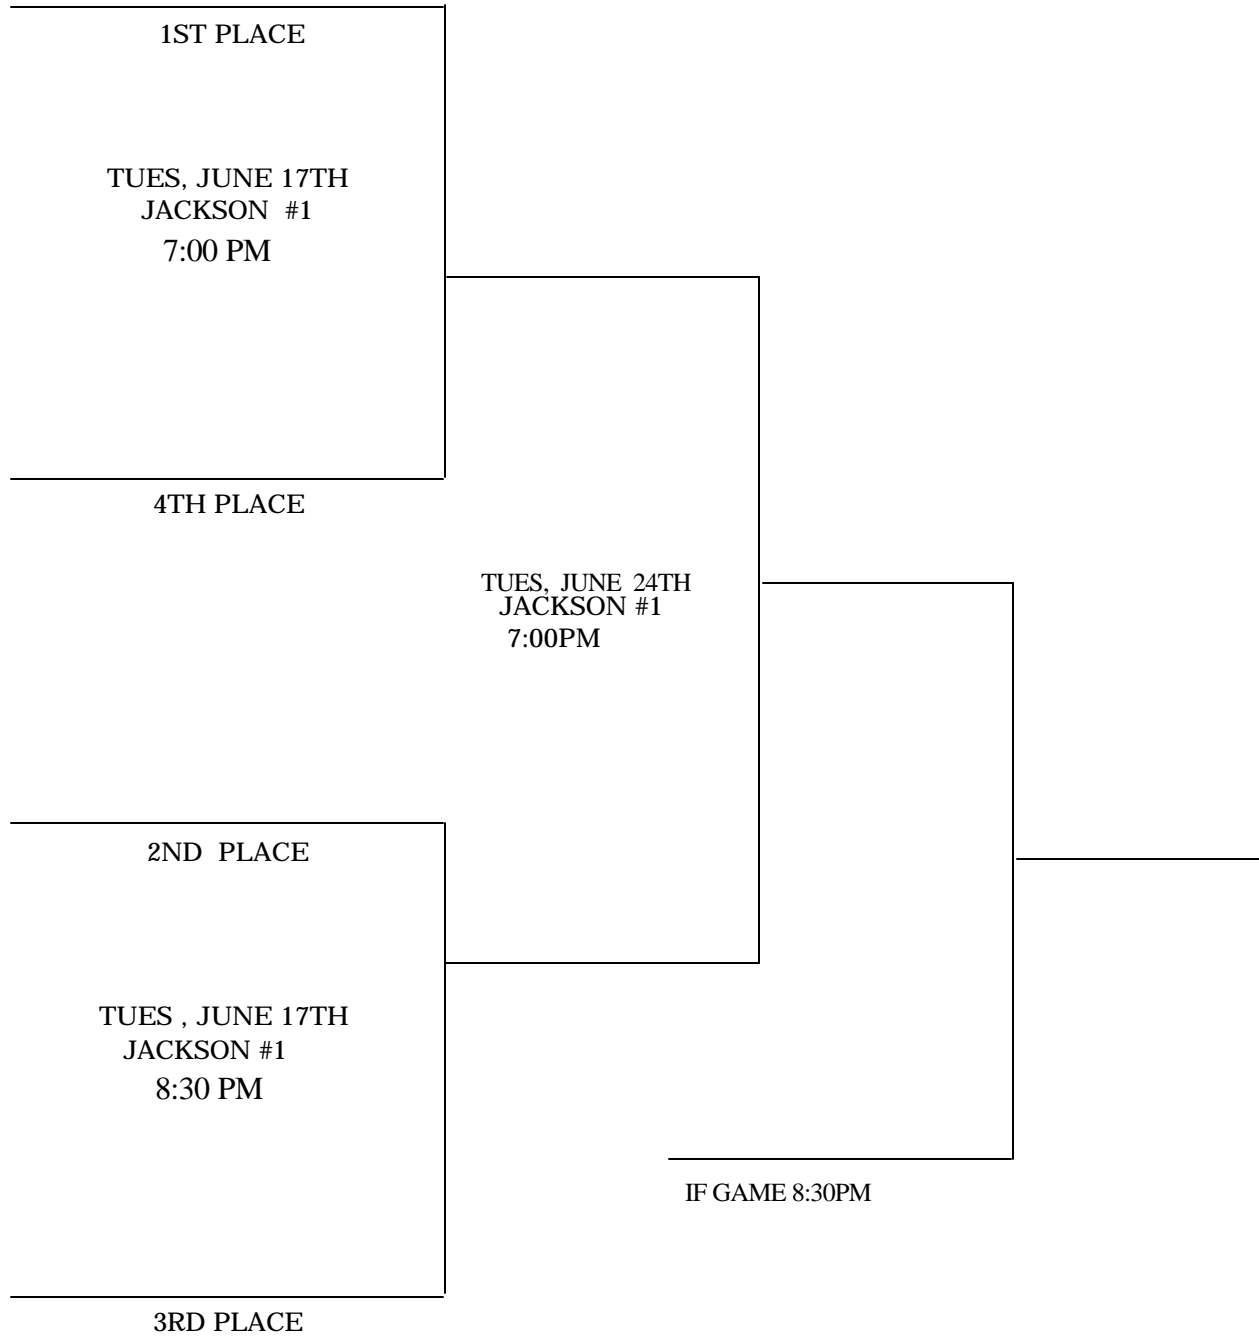 1ST PLACE
TUES, JUNE 17TH
JACKSON #1
7:00 PM
4TH PLACE
TUES, JUNE 24TH
JACKSON #1
7:00PM
2ND PLACE
TUES , JUNE 17TH
JACKSON #1
8:30 PM
IF GAME 8:30PM
3RD PLACE